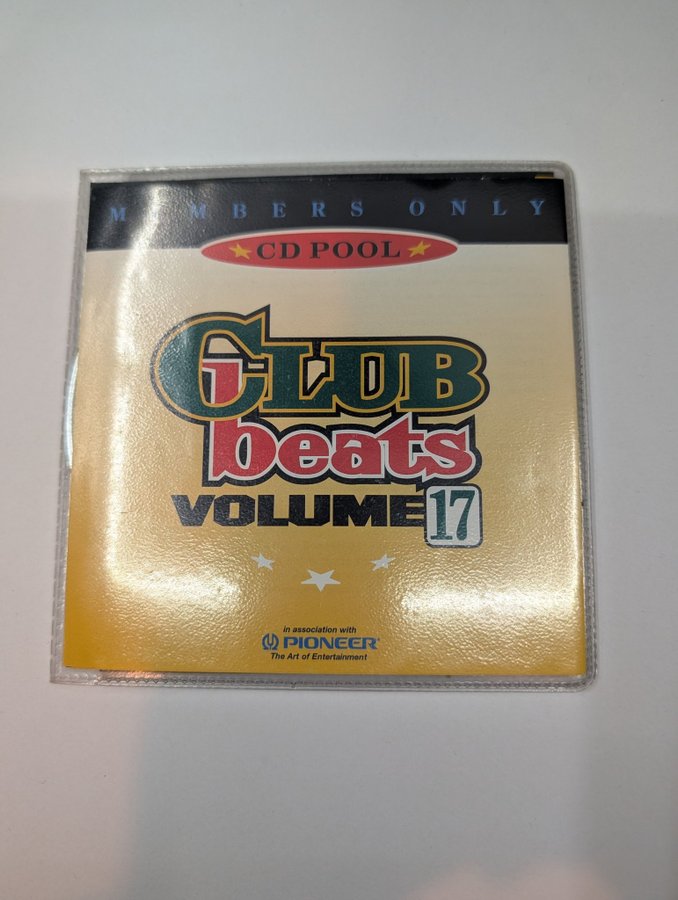 MEMBERS ONLY
CD POOL
CLUB
beats
VOLUME 17
in association with
PIONEER
The Art of Entertainment